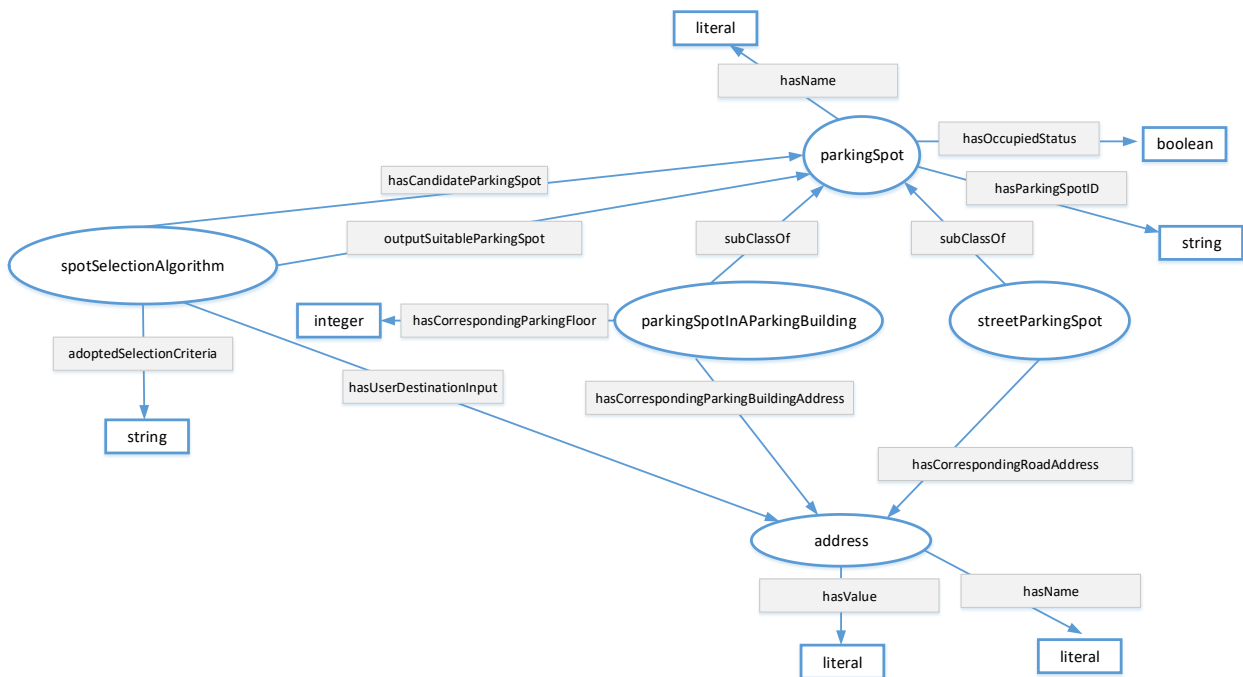 literal
hasName
hasOccupiedStatus
boolean
parkingSpot
hasCandidateParkingSpot
hasParkingSpotID
outputSuitableParkingSpot
subClassOf
subClassOf
string
spotSelectionAlgorithm
integer
hasCorrespondingParkingFloor
parkingSpotInAParkingBuilding
streetParkingSpot
adoptedSelectionCriteria
hasUserDestinationInput
hasCorrespondingParkingBuildingAddress
string
hasCorrespondingRoadAddress
address
hasValue
hasName
literal
literal